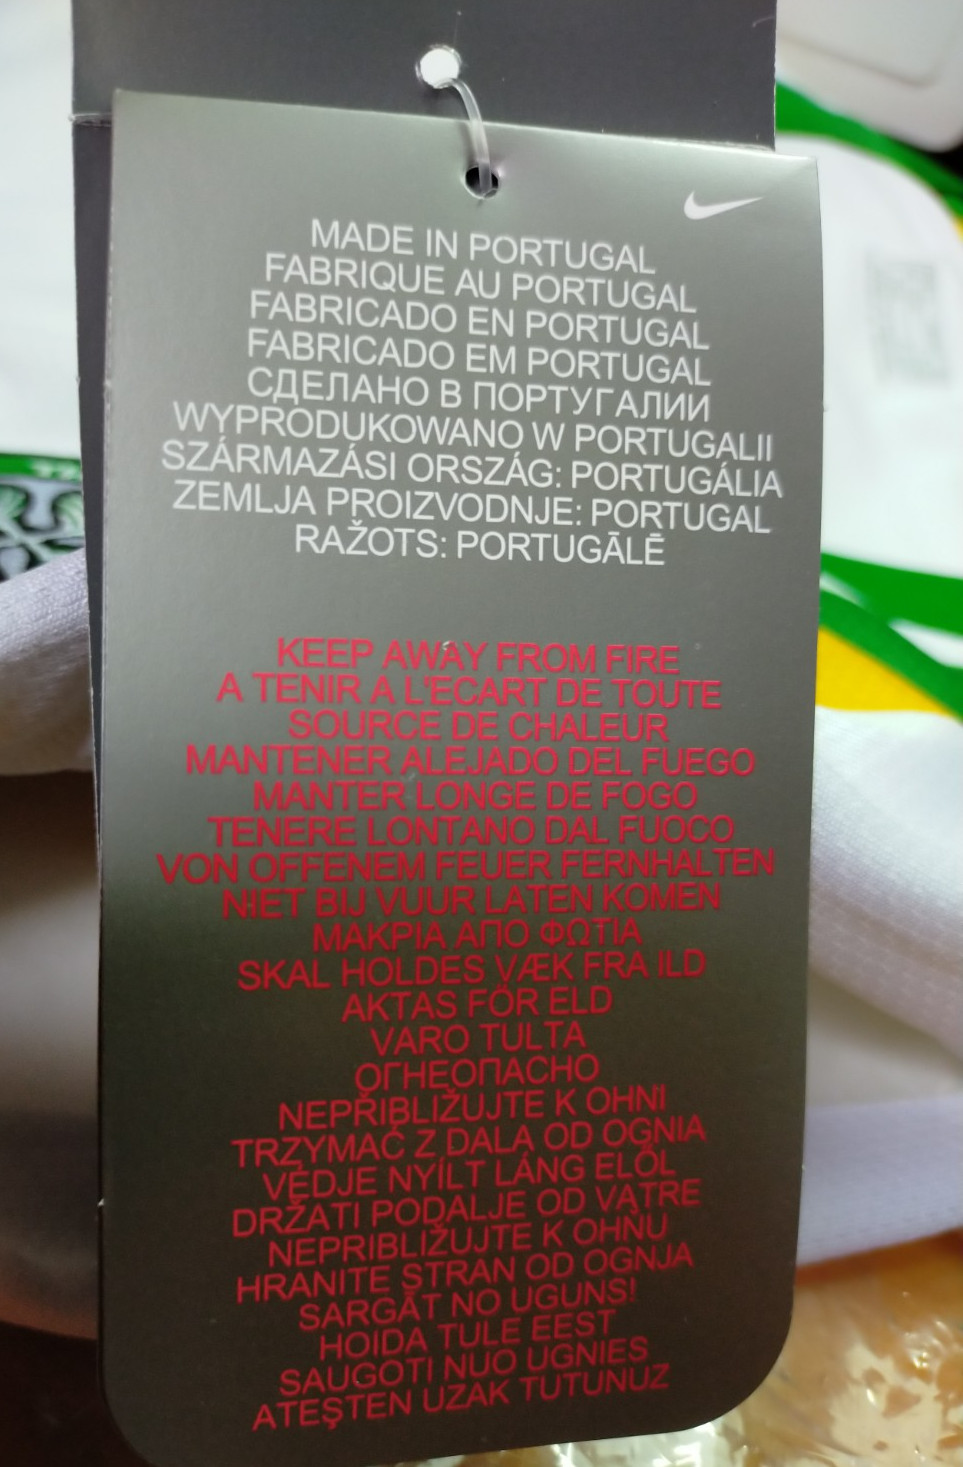 MADE IN PORTUGAL
FABRIQUE AU PORTUGAL
FABRICADO EN PORTUGAL
FABRICADO EM PORTUGAL
СДЕЛАНО В ПОРТУГАЛИИ
WYPRODUKOWANO W PORTUGALII
SZÁRMAZÁSI ORSZÁG: PORTUGÁLIA
ZEMLJA PROIZVODNJE: PORTUGAL
RAŽOTS: PORTUGĀLĒ
KEEP AWAY FROM FIRE
A TENIR A L'ECART DE TOUTE
SOURCE DE CHALEUR
MANTENER ALEJADO DEL FUEGO
MANTER LONGE DE FOGO
TENERE LONTANO DAL FUOCO
VON OFFENEM FEUER FERNHALTEN
NIET BIJ VUUR LATEN KOMEN
ΜΑΚΡΙΑ ΑΠΟ ΦΩΤΙΑ
SKAL HOLDES VÆK FRA ILD
AKTAS FÖR ELD
VARO TULTA
ОГНЕОПАСНО
NEPŘIBLIŽUJTE K OHNI
TRZYMAĆ Z DALA OD OGNIA
VÉDJE NYÍLT LÁNG ELŐL
DRŽATI PODALJE OD VATRE
NEPRIBLIŽUJTE K OHŇU
HRANITE STRAN OD OGNJA
SARGĀT NO UGUNS!
HOIDA TULE EEST
SAUGOTI NUO UGNIES
ATEŞTEN UZAK TUTUNUZ